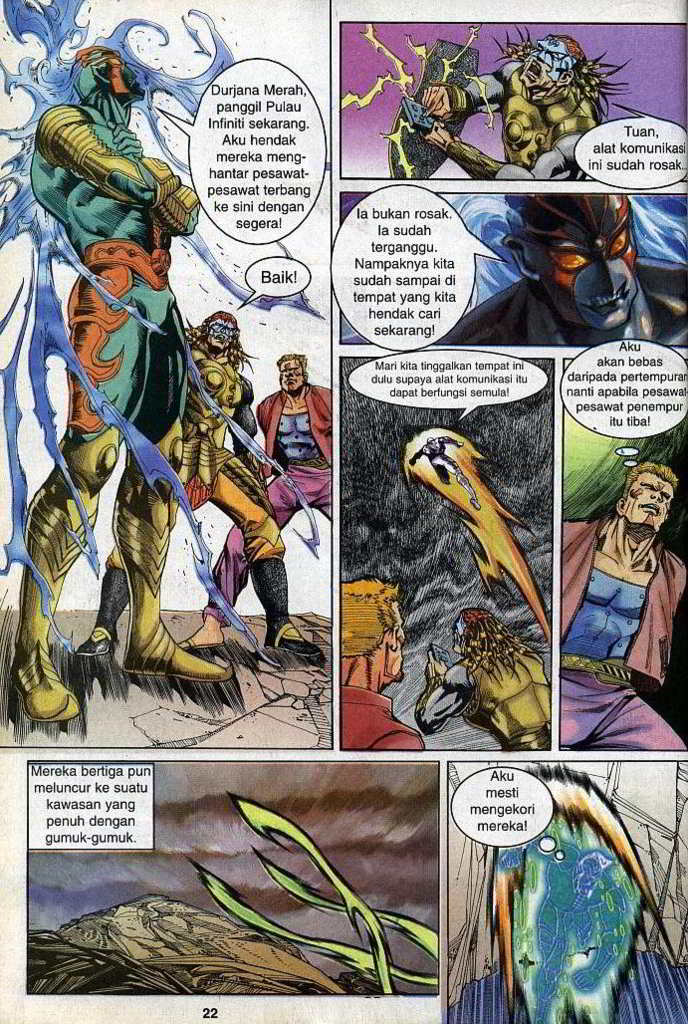 Durjana Merah,
panggil Pulau
Infiniti sekarang.
Aku hendak
mereka meng-
hantar pesawat-
pesawat terbang
ke sini dengan
segera!
Baik!
Tuan,
alat komunikasi
ini sudah rosak..
Ia bukan rosak.
Ia sudah
terganggu.
Nampaknya kita
sudah sampai di
tempat yang kita
hendak cari
sekarang!
Mari kita tinggalkan tempat ini
dulu supaya alat komunikasi itu
dapat berfungsi semula!
Aku
akan bebas
daripada pertempuran
nanti apabila pesawat-
pesawat penempur
itu tiba!
Mereka bertiga pun
meluncur ke suatu
kawasan yang
penuh dengan
gumuk-gumuk.
Aku
mesti
mengekori
mereka!
22